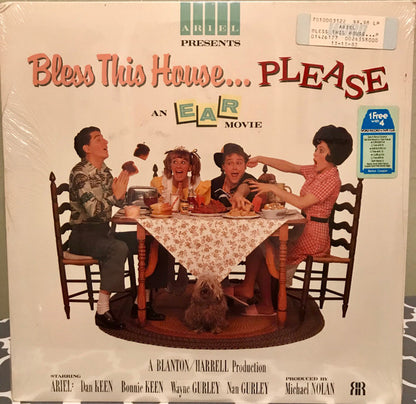 ARIEL
PRESENTS
Bless This House... PLEASE
AN EAR MOVIE
1 Free
with 4
A BLANTON/HARRELL Production
STARRING
ARIEL: Dan KEEN Bonnie KEEN Wayne GURLEY Nan GURLEY
PRODUCED BY
Michael NOLAN